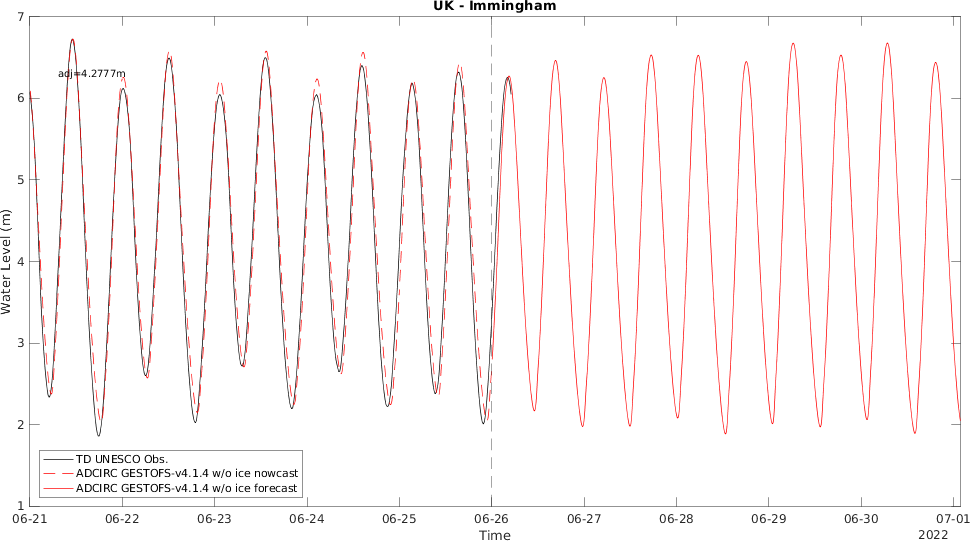 UK - Immingham
7
6
5
4
3
2
1
Water Level (m)
adj=4.2777m
TD UNESCO Obs.
ADCIRC GESTOFS-v4.1.4 w/o ice nowcast
ADCIRC GESTOFS-v4.1.4 w/o ice forecast
06-21 06-22 06-23 06-24 06-25 06-26 06-27 06-28 06-29 06-30 07-01
Time
2022